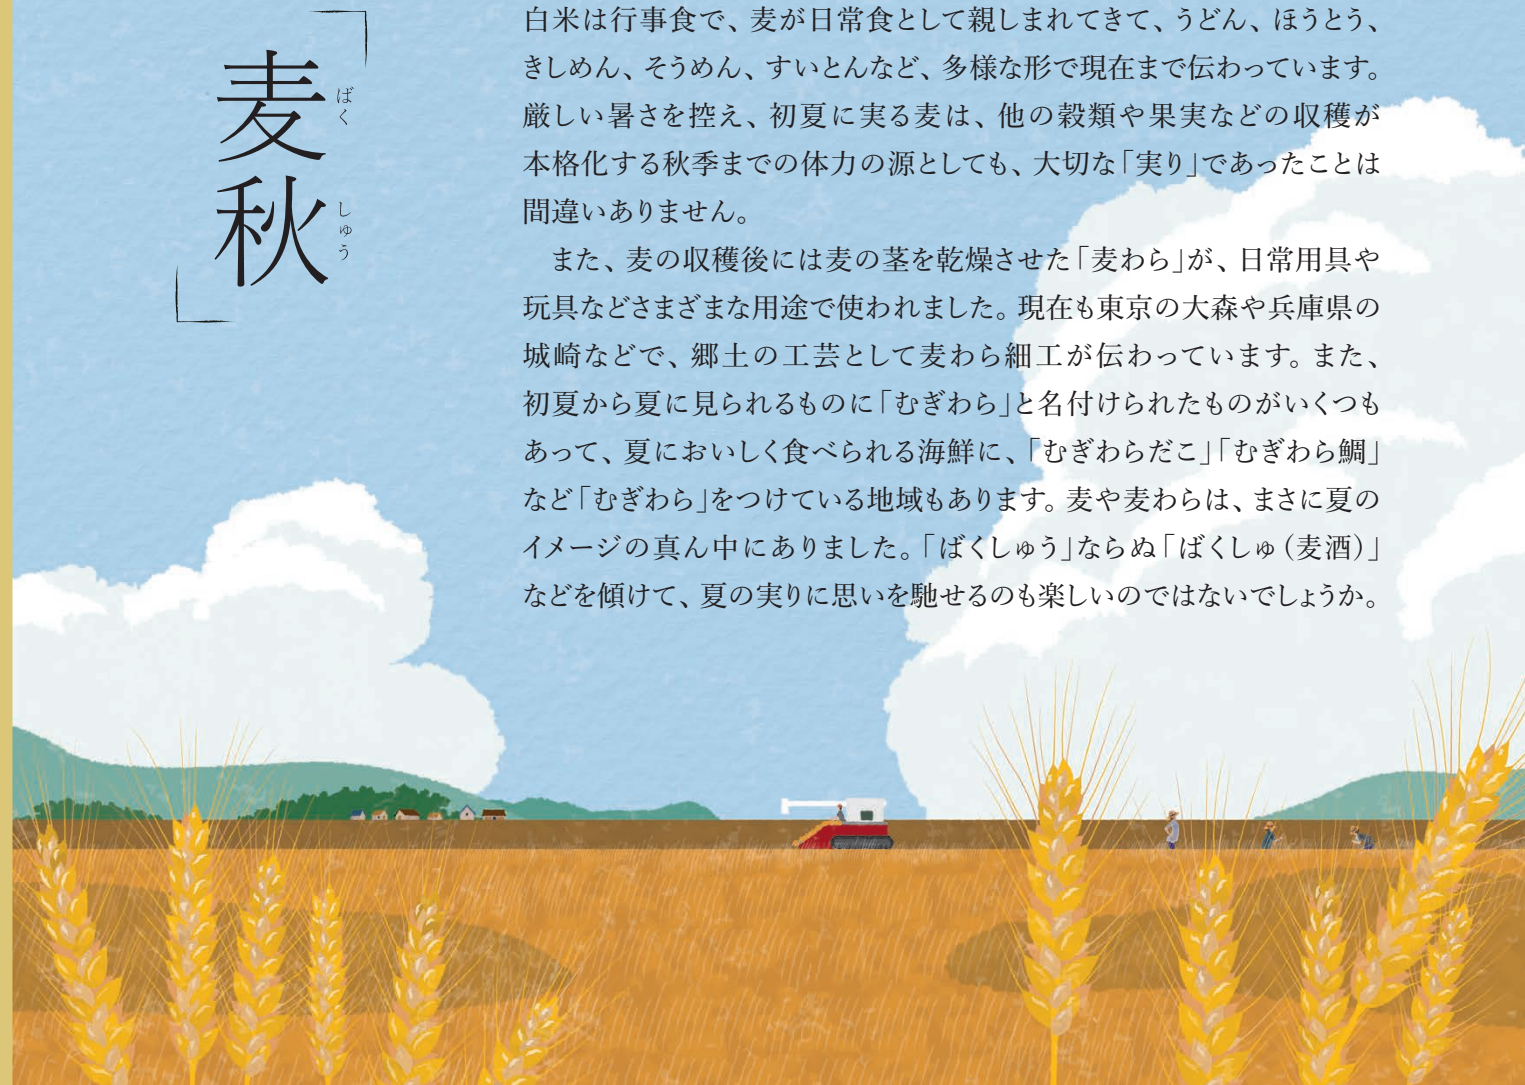 「麦秋」
ばく
しゅう
白米は行事食で、麦が日常食として親しまれてきて、うどん、ほうとう、
きしめん、そうめん、すいとんなど、多様な形で現在まで伝わっています。
厳しい暑さを控え、初夏に実る麦は、他の穀類や果実などの収穫が
本格化する秋季までの体力の源としても、大切な「実り」であったことは
間違いありません。
また、麦の収穫後には麦の茎を乾燥させた「麦わら」が、日常用具や
玩具などさまざまな用途で使われました。現在も東京の大森や兵庫県の
城崎などで、郷土の工芸として麦わら細工が伝わっています。また、
初夏から夏に見られるものに「むぎわら」と名付けられたものがいくつも
あって、夏においしく食べられる海鮮に、「むぎわらだこ」「むぎわら鯛」
など「むぎわら」をつけている地域もあります。麦や麦わらは、まさに夏の
イメージの真ん中にありました。「ばくしゅう」ならぬ「ばくしゅ（麦酒）」
などを傾けて、夏の実りに思いを馳せるのも楽しいのではないでしょうか。